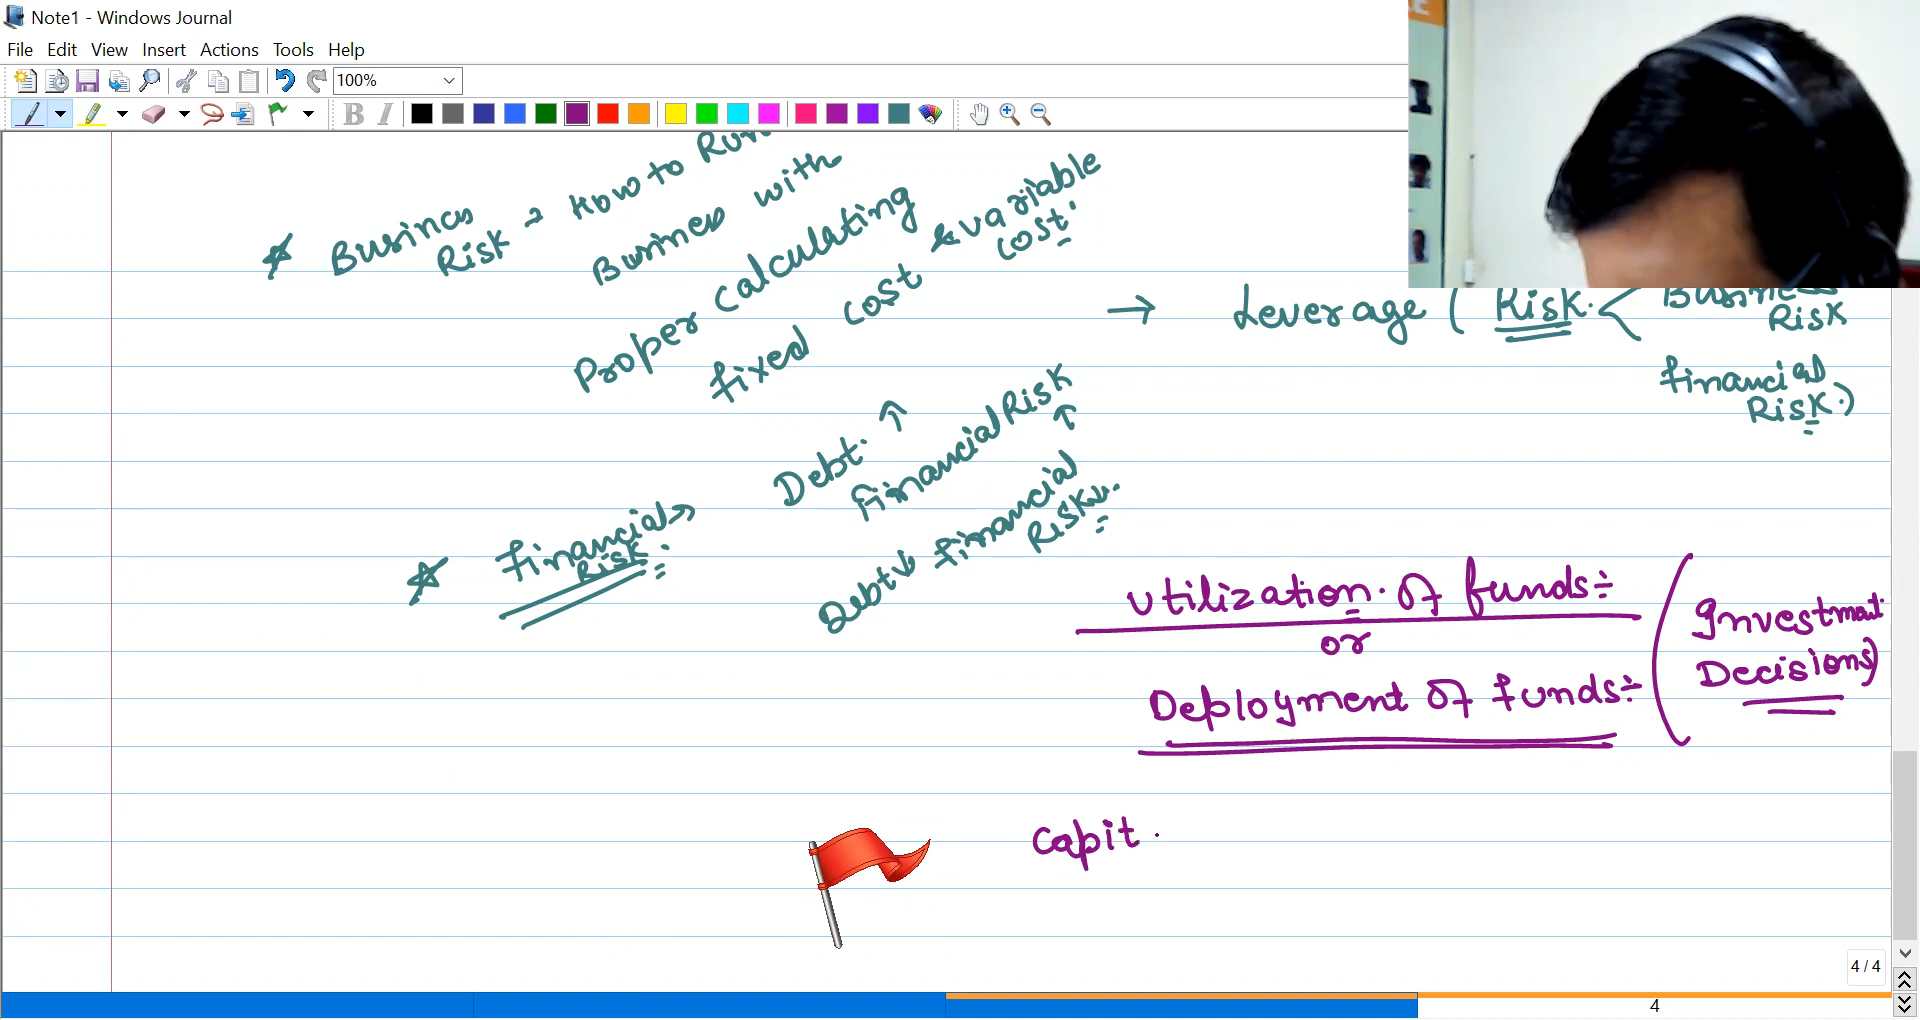 Note1 - Windows Journal
File Edit View Insert Actions Tools Help
100%
B I
Business Risk → How to Run
Business with
Proper Calculating
fixed cost & variable cost.
→ Leverage ( Risk. < Business Risk
financial Risk.)
Financial Risk →
Debt. ↑
Financial Risk ↑
Debt↓ financial Risk↓.
Utilization. Of funds:-
or
Deployment Of funds:-
(Investment.
Decisions)
Capit
4 / 4
4